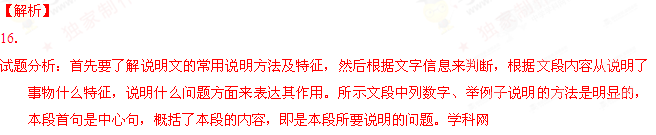 【解析】
16.
试题分析：首先要了解说明文的常用说明方法及特征，然后根据文字信息来判断，根据文段内容从说明了
事物什么特征，说明什么问题方面来表达其作用。所示文段中列数字、举例子说明的方法是明显的，
本段首句是中心句，概括了本段的内容，即是本段所要说明的问题。学科网